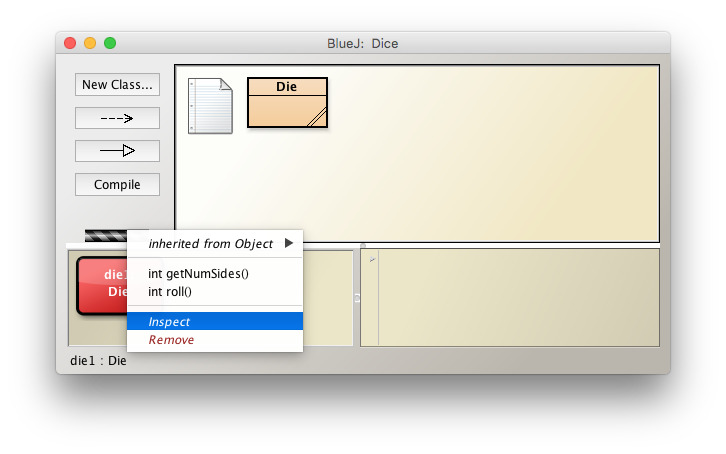 BlueJ: Dice
New Class...
Compile
Die
inherited from Object
int getNumSides()
int roll()
Inspect
Remove
die1 : Die